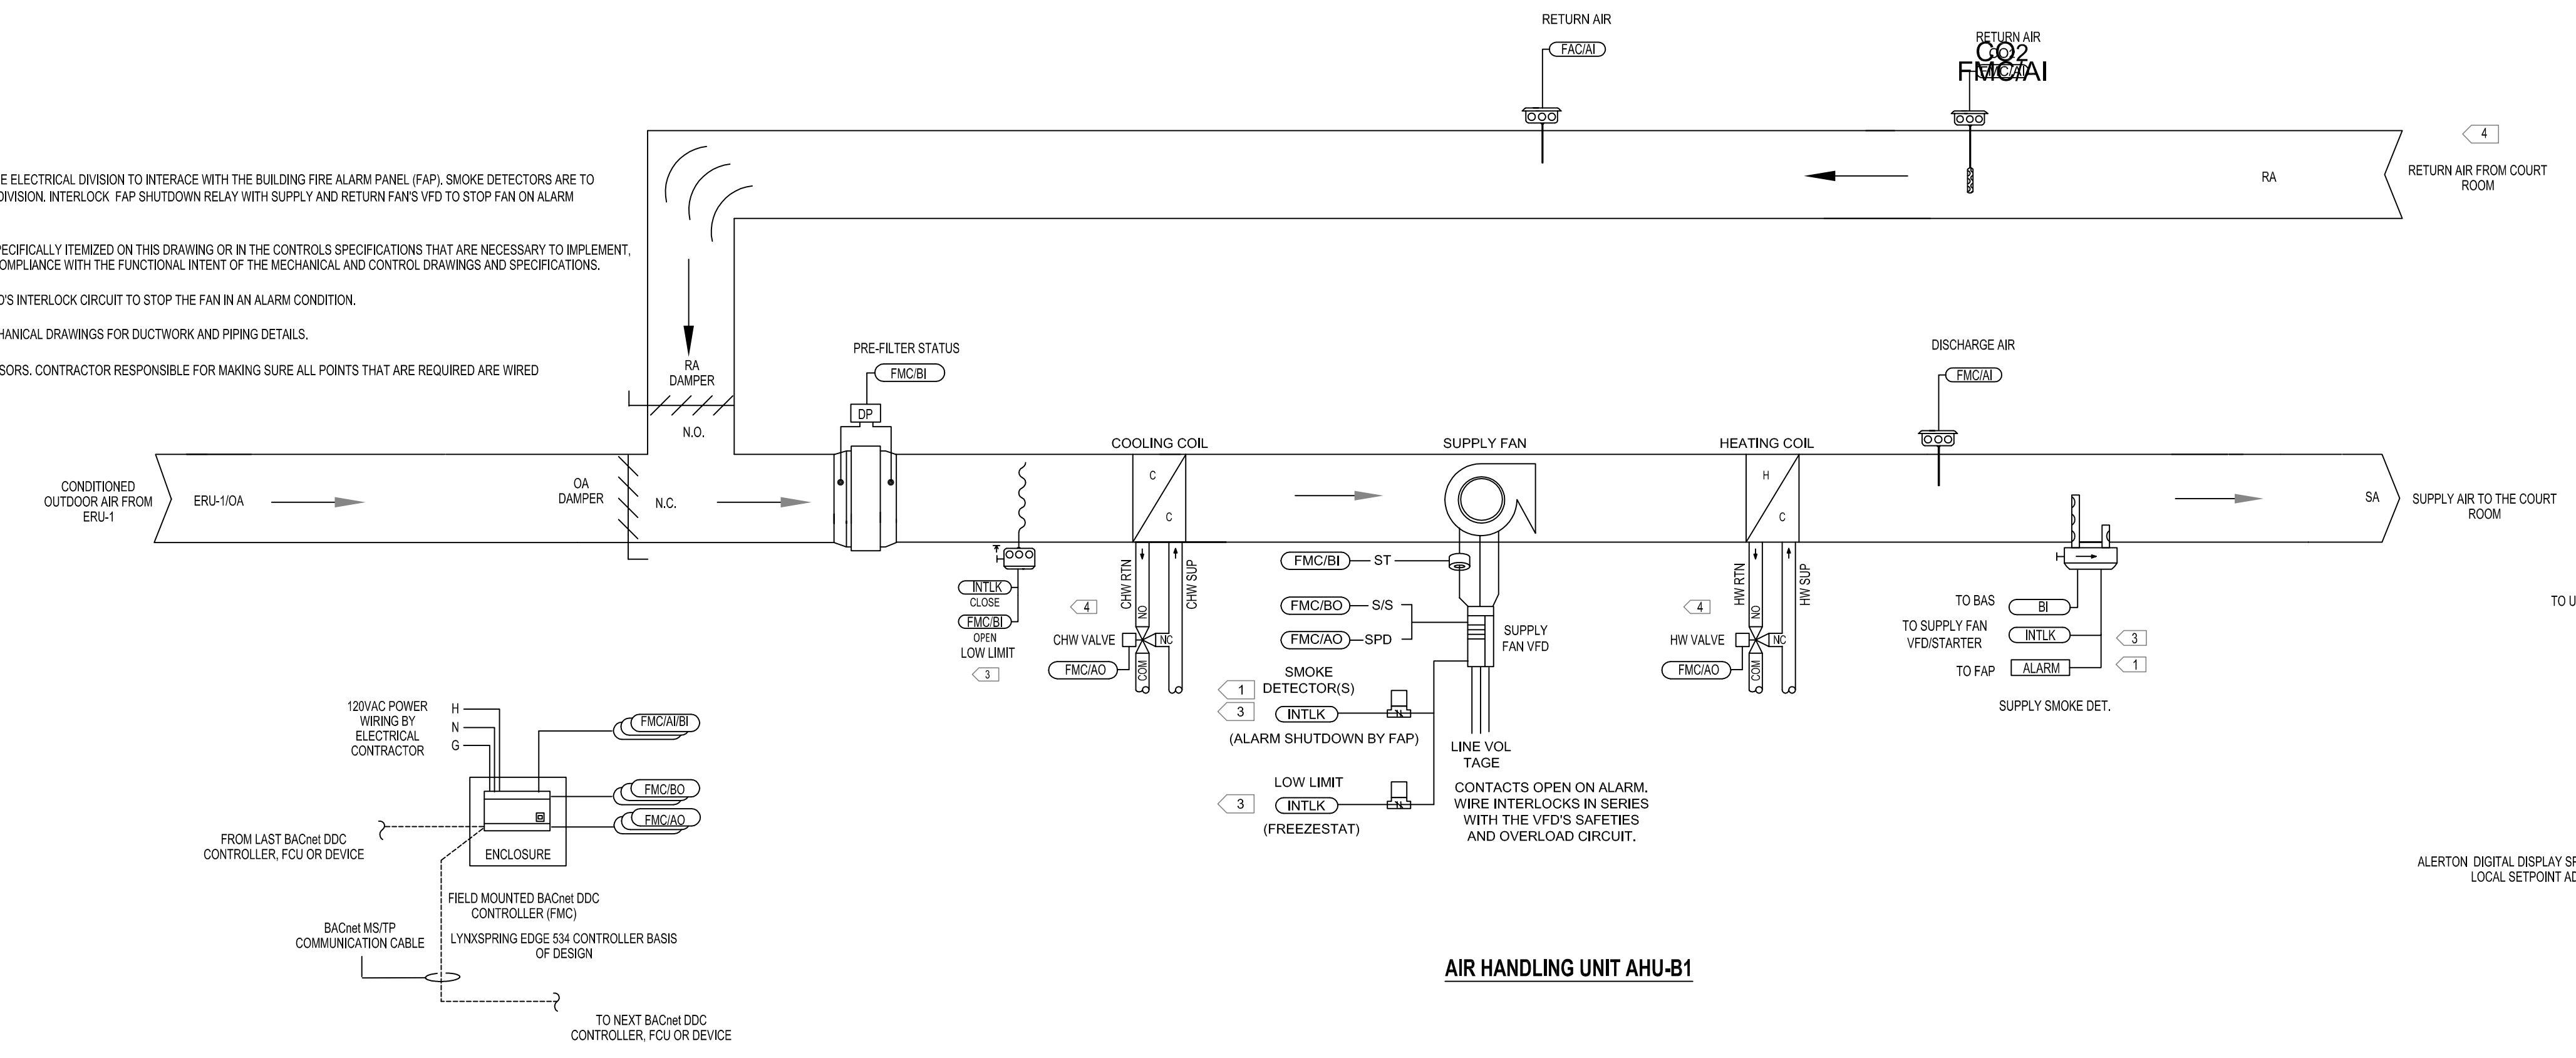 RETURN AIR
FAC/AI
RETURN AIR
CO2
CO2
FMC/AI
FMC/AI
4
RETURN AIR FROM COURT
ROOM
RA
E ELECTRICAL DIVISION TO INTERACE WITH THE BUILDING FIRE ALARM PANEL (FAP). SMOKE DETECTORS ARE TO
DIVISION. INTERLOCK FAP SHUTDOWN RELAY WITH SUPPLY AND RETURN FAN'S VFD TO STOP FAN ON ALARM
PECIFICALLY ITEMIZED ON THIS DRAWING OR IN THE CONTROLS SPECIFICATIONS THAT ARE NECESSARY TO IMPLEMENT,
OMPLIANCE WITH THE FUNCTIONAL INTENT OF THE MECHANICAL AND CONTROL DRAWINGS AND SPECIFICATIONS.
D'S INTERLOCK CIRCUIT TO STOP THE FAN IN AN ALARM CONDITION.
HANICAL DRAWINGS FOR DUCTWORK AND PIPING DETAILS.
SORS. CONTRACTOR RESPONSIBLE FOR MAKING SURE ALL POINTS THAT ARE REQUIRED ARE WIRED
RA
DAMPER
N.O.
PRE-FILTER STATUS
FMC/BI
DP
DISCHARGE AIR
FMC/AI
CONDITIONED
OUTDOOR AIR FROM
ERU-1
ERU-1/OA
OA
DAMPER
N.C.
COOLING COIL
C
C
SUPPLY FAN
HEATING COIL
H
C
SA
SUPPLY AIR TO THE COURT
ROOM
INTLK
CLOSE
FMC/BI
OPEN
LOW LIMIT
3
4
CHW RTN
CHW SUP
NO
NC
COM
CHW VALVE
FMC/AO
FMC/BI
ST
FMC/BO
S/S
FMC/AO
SPD
SUPPLY
FAN VFD
SMOKE
DETECTOR(S)
1
3
INTLK
(ALARM SHUTDOWN BY FAP)
LOW LIMIT
3
INTLK
(FREEZESTAT)
LINE VOL
TAGE
CONTACTS OPEN ON ALARM.
WIRE INTERLOCKS IN SERIES
WITH THE VFD'S SAFETIES
AND OVERLOAD CIRCUIT.
4
HW RTN
HW SUP
NO
NC
COM
HW VALVE
FMC/AO
TO BAS
BI
TO SUPPLY FAN
VFD/STARTER
INTLK
3
TO FAP
ALARM
1
SUPPLY SMOKE DET.
TO U
120VAC POWER
WIRING BY
ELECTRICAL
CONTRACTOR
H
N
G
FMC/AI/BI
FMC/BO
FMC/AO
ENCLOSURE
FROM LAST BACnet DDC
CONTROLLER, FCU OR DEVICE
FIELD MOUNTED BACnet DDC
CONTROLLER (FMC)
LYNXSPRING EDGE 534 CONTROLLER BASIS
OF DESIGN
BACnet MS/TP
COMMUNICATION CABLE
TO NEXT BACnet DDC
CONTROLLER, FCU OR DEVICE
ALERTON DIGITAL DISPLAY SP
LOCAL SETPOINT AD
AIR HANDLING UNIT AHU-B1